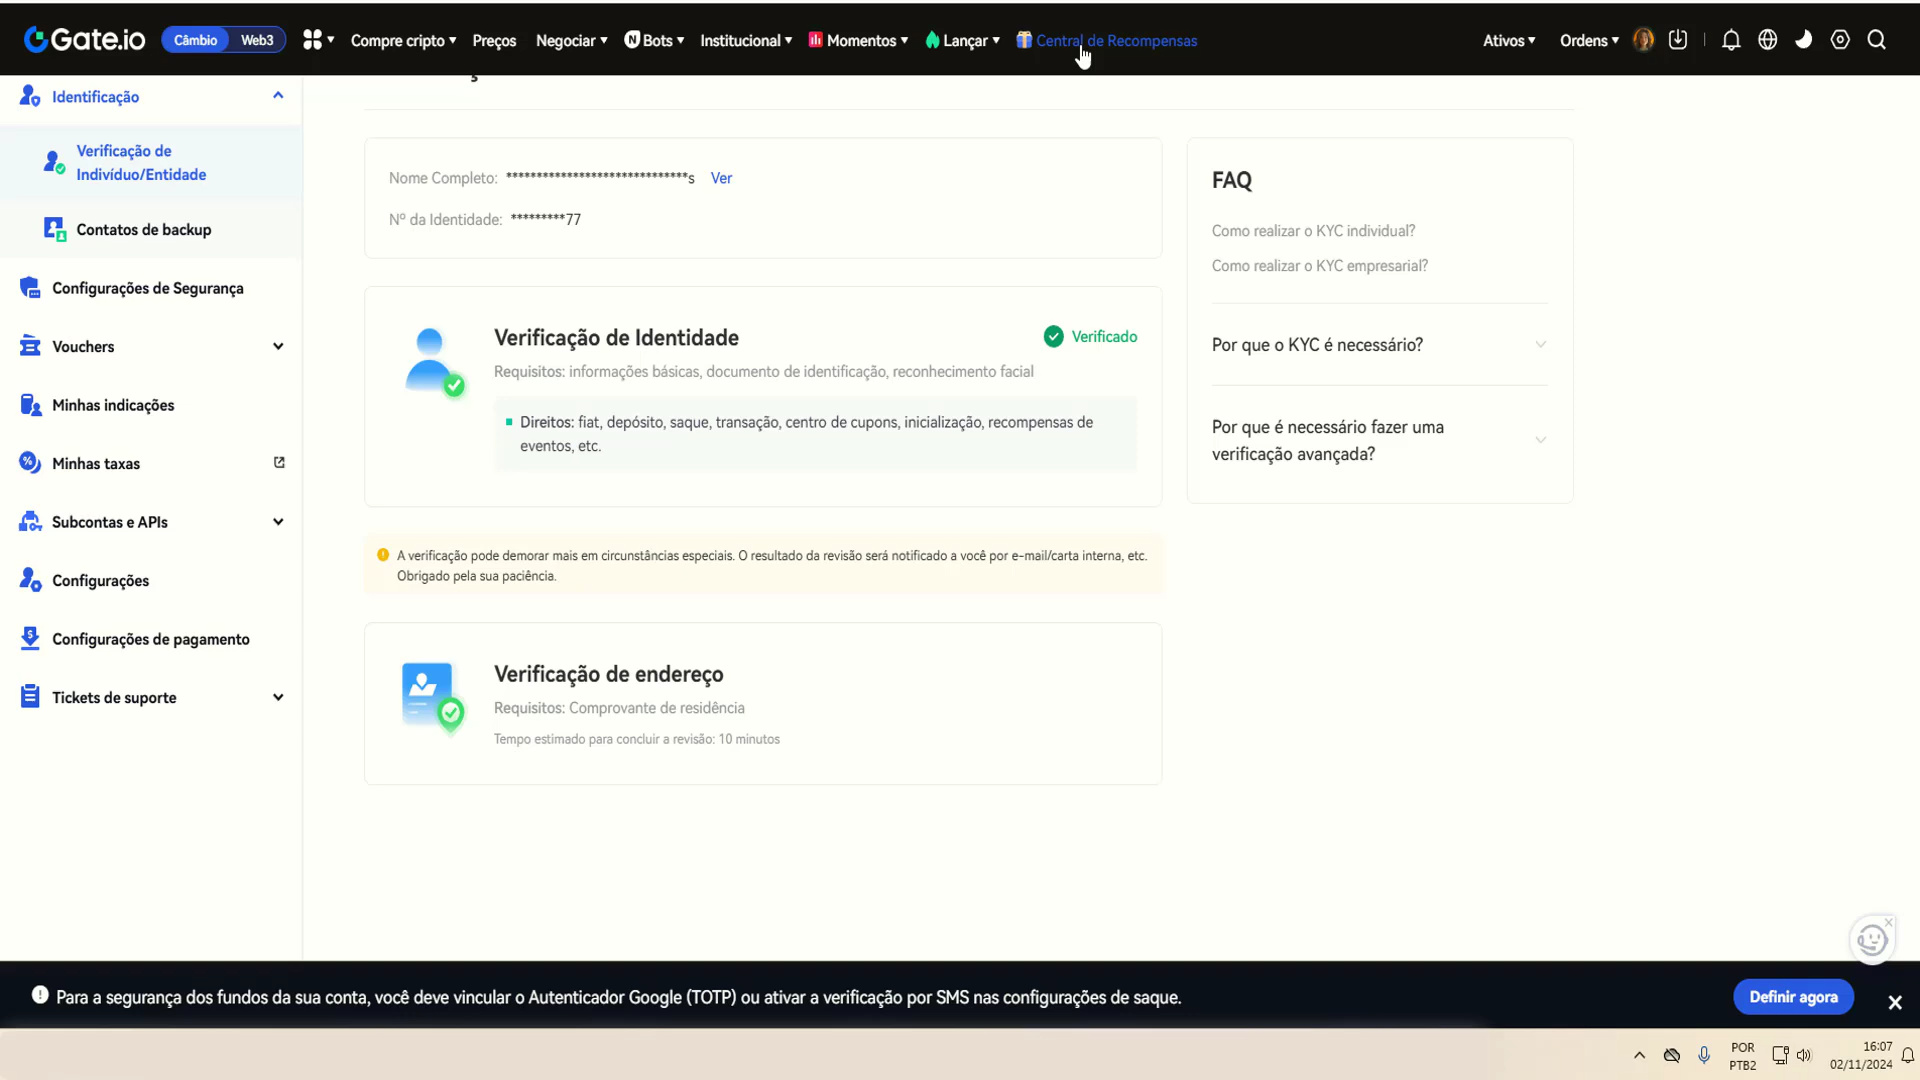 Gate.io Câmbio Web3 Compre cripto Preços Negociar Bots Institucional Momentos Lançar Central de Recompensas Ativos Ordens
Identificação
Verificação de
Indivíduo/Entidade
Contatos de backup
Configurações de Segurança
Vouchers
Minhas indicações
Minhas taxas
Subcontas e APIs
Configurações
Configurações de pagamento
Tickets de suporte
Nome Completo: *****************************s Ver
Nº da Identidade: *********77
Verificação de Identidade
Verificado
Requisitos: informações básicas, documento de identificação, reconhecimento facial
Direitos: fiat, depósito, saque, transação, centro de cupons, inicialização, recompensas de
eventos, etc.
A verificação pode demorar mais em circunstâncias especiais. O resultado da revisão será notificado a você por e-mail/carta interna, etc.
Obrigado pela sua paciência.
Verificação de endereço
Requisitos: Comprovante de residência
Tempo estimado para concluir a revisão: 10 minutos
FAQ
Como realizar o KYC individual?
Como realizar o KYC empresarial?
Por que o KYC é necessário?
Por que é necessário fazer uma
verificação avançada?
Para a segurança dos fundos da sua conta, você deve vincular o Autenticador Google (TOTP) ou ativar a verificação por SMS nas configurações de saque.
Definir agora
POR
PTB2
16:07
02/11/2024